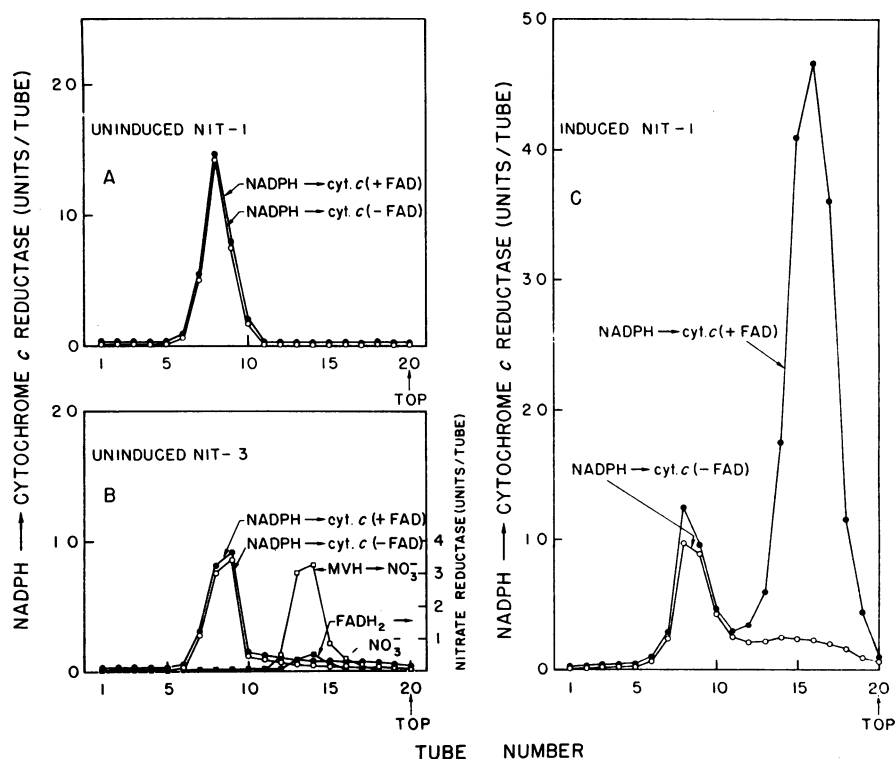 NADPH → CYTOCHROME c REDUCTASE (UNITS/TUBE)
20
10
0
UNINDUCED NIT-1
A
NADPH→cyt.c(+FAD)
NADPH→cyt.c(-FAD)
1
5
10
15
20
TOP
20
10
0
UNINDUCED NIT-3
B
NADPH→cyt.c(+FAD)
NADPH→cyt.c(-FAD)
MVH→NO3-
FADH2→
NO3-
4
3
2
1
NITRATE REDUCTASE (UNITS/TUBE)
1
5
10
15
20
TOP
NADPH → CYTOCHROME c REDUCTASE (UNITS/TUBE)
50
40
30
20
10
0
INDUCED NIT-1
C
NADPH→cyt.c(+FAD)
NADPH→cyt.c(-FAD)
1
5
10
15
20
TOP
TUBE NUMBER